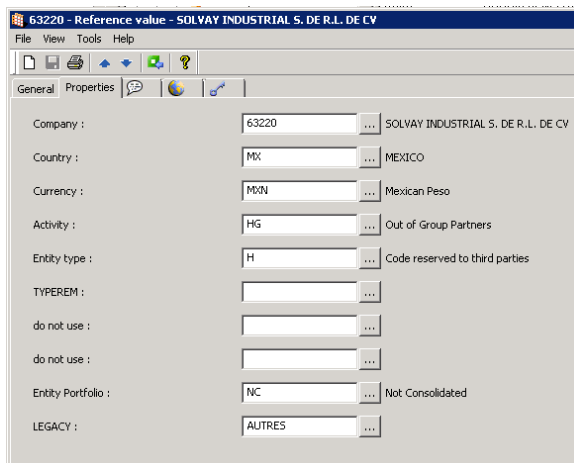 63220 - Reference value - SOLVAY INDUSTRIAL S. DE R.L. DE CV
File View Tools Help
General Properties
Company : 63220 ... SOLVAY INDUSTRIAL S. DE R.L. DE CV
Country : MX ... MEXICO
Currency : MXN ... Mexican Peso
Activity : HG ... Out of Group Partners
Entity type : H ... Code reserved to third parties
TYPEREM : ...
do not use : ...
do not use : ...
Entity Portfolio : NC ... Not Consolidated
LEGACY : AUTRES ...